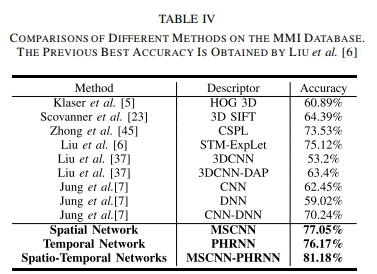 TABLE IV
COMPARISONS OF DIFFERENT METHODS ON THE MMI DATABASE.
THE PREVIOUS BEST ACCURACY IS OBTAINED BY LIU et al. [6]
Method Descriptor Accuracy
Klaser et al. [5] HOG 3D 60.89%
Scovanner et al. [23] 3D SIFT 64.39%
Zhong et al. [45] CSPL 73.53%
Liu et al. [6] STM-ExpLet 75.12%
Liu et al. [37] 3DCNN 53.2%
Liu et al. [37] 3DCNN-DAP 63.4%
Jung et al.[7] CNN 62.45%
Jung et al.[7] DNN 59.02%
Jung et al.[7] CNN-DNN 70.24%
Spatial Network MSCNN 77.05%
Temporal Network PHRNN 76.17%
Spatio-Temporal Networks MSCNN-PHRNN 81.18%